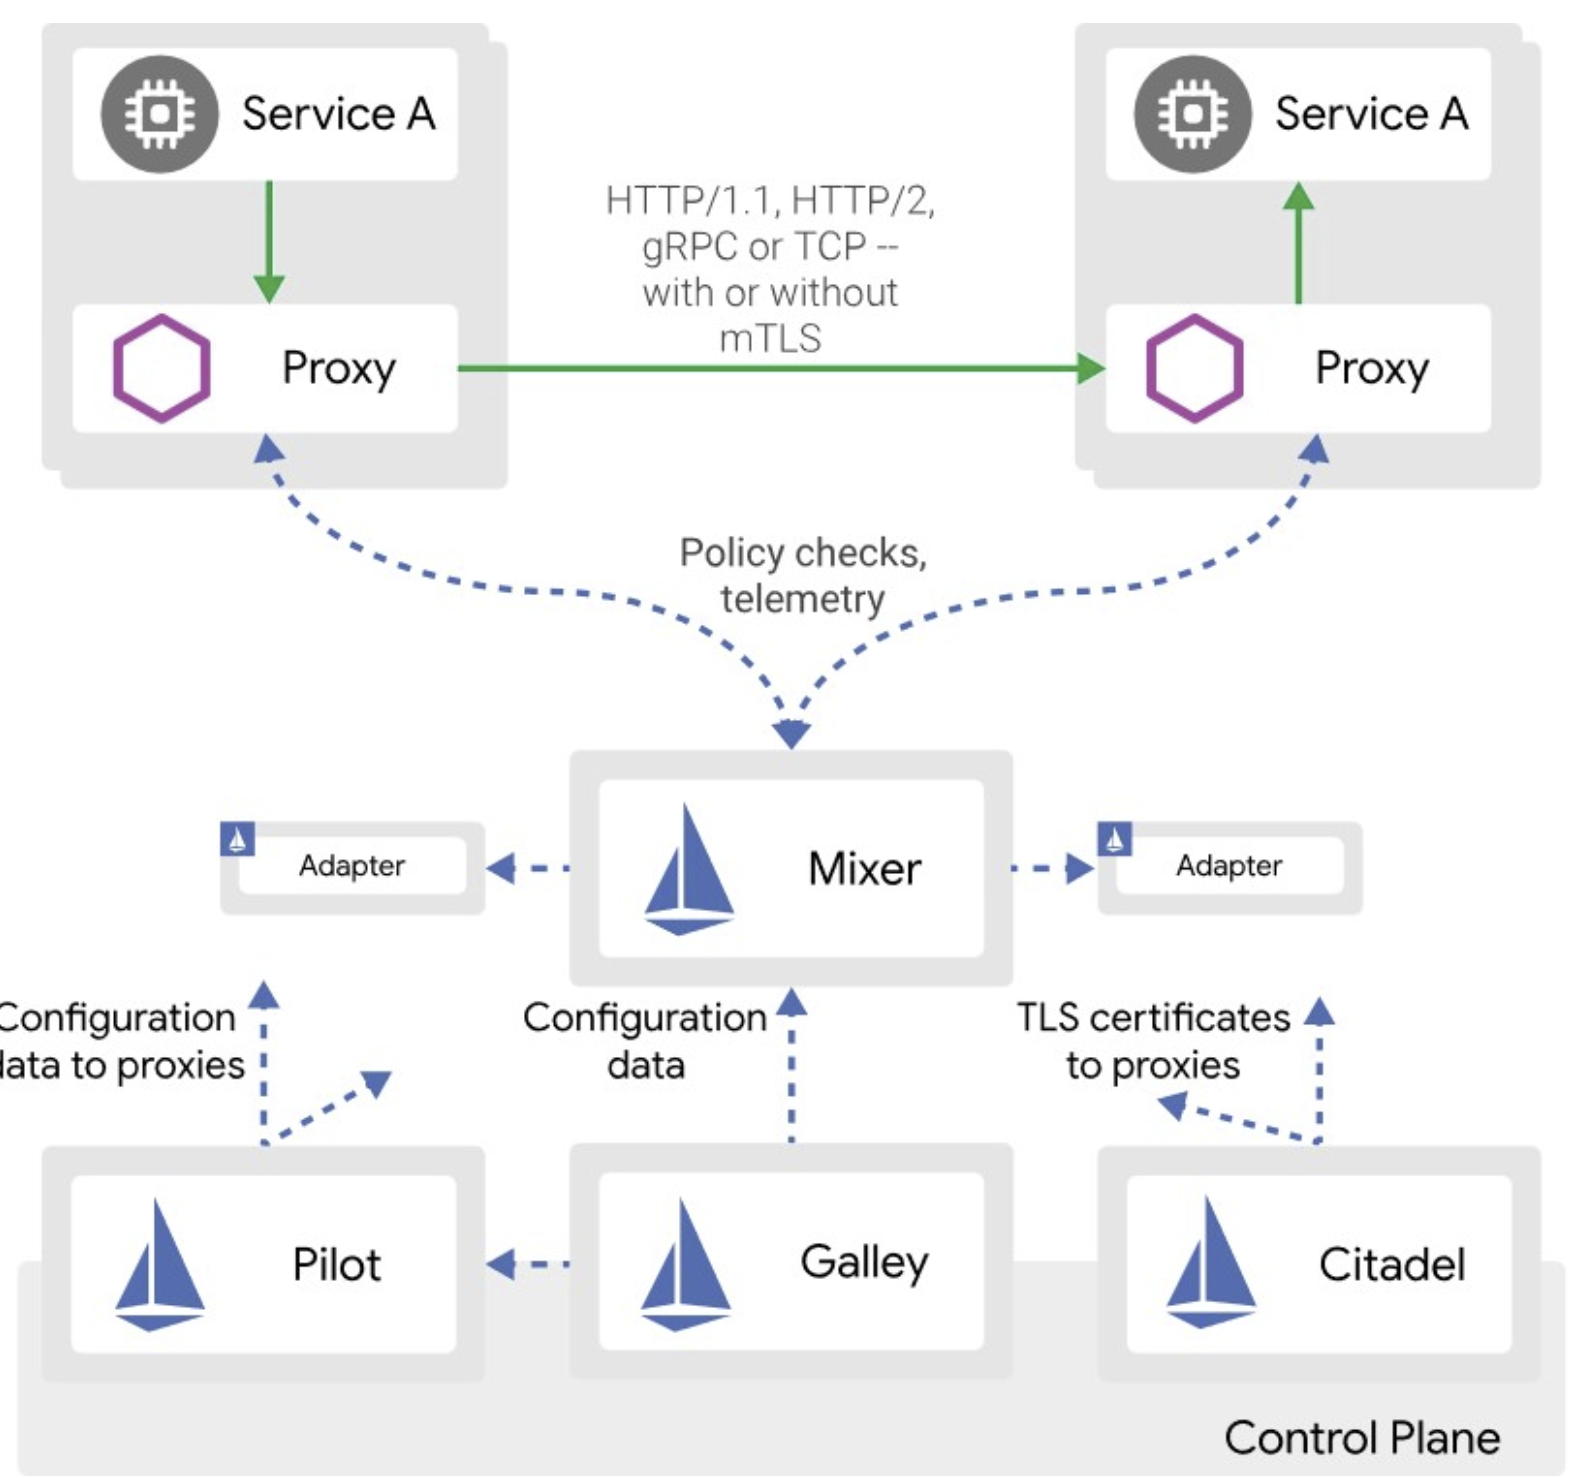 Service A
Service A
HTTP/1.1, HTTP/2,
gRPC or TCP --
with or without
mTLS
Proxy
Proxy
Policy checks,
telemetry
Adapter
Mixer
Adapter
Configuration
data to proxies
Configuration
data
TLS certificates
to proxies
Pilot
Galley
Citadel
Control Plane